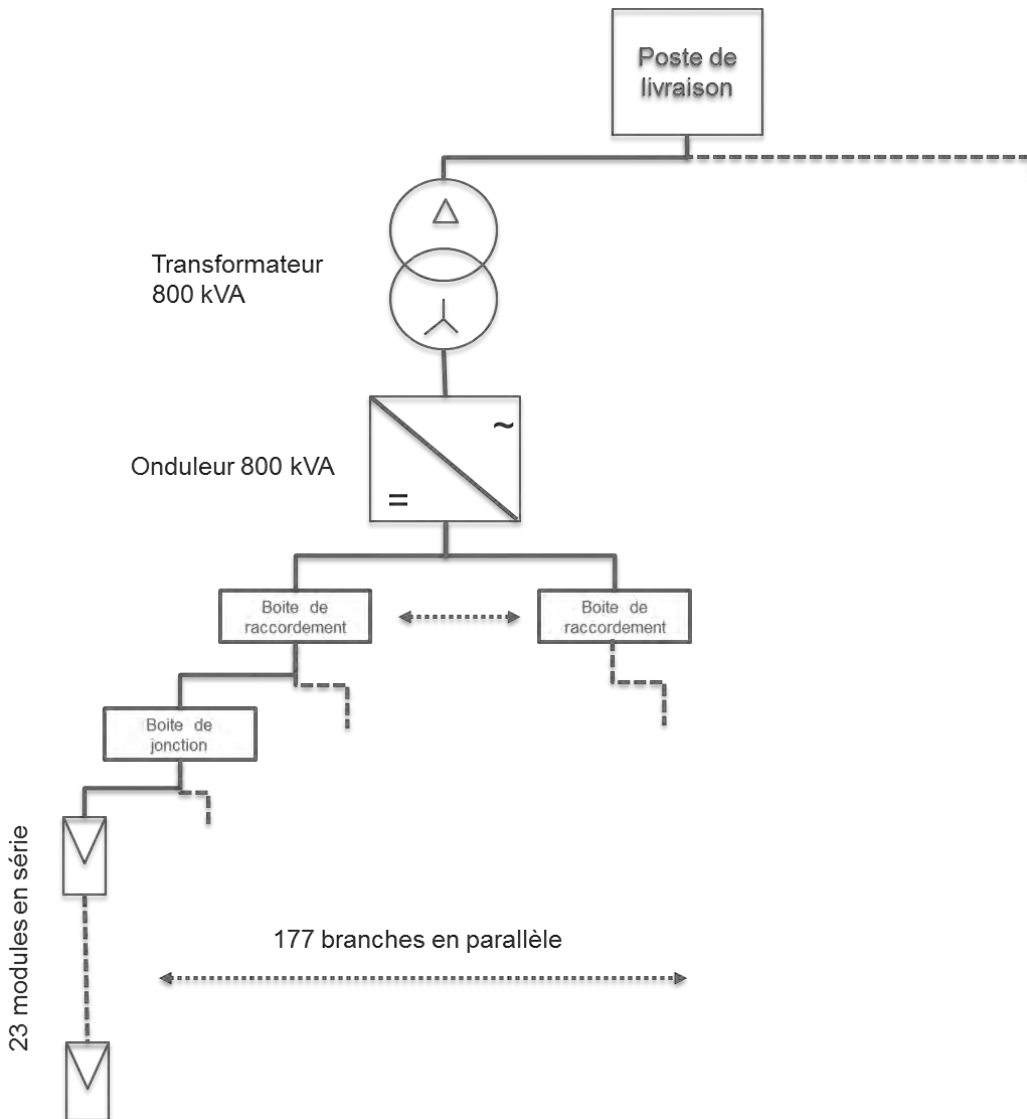 Poste de
livraison
Transformateur
800 kVA
~
Onduleur 800 kVA
=
Boite de
raccordement
Boite de
raccordement
Boite de
jonction
23 modules en série
177 branches en parallèle